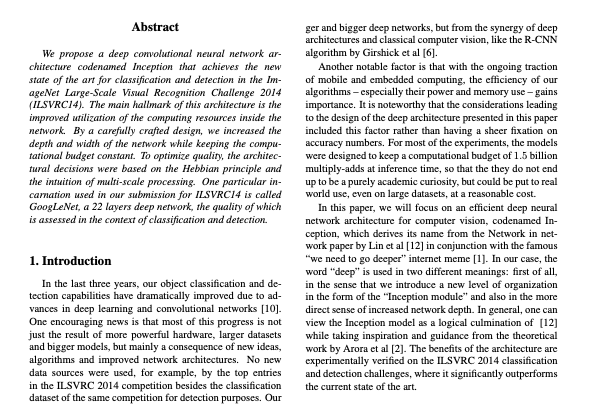 Abstract
We propose a deep convolutional neural network ar-
chitecture codenamed Inception that achieves the new
state of the art for classification and detection in the Im-
ageNet Large-Scale Visual Recognition Challenge 2014
(ILSVRC14). The main hallmark of this architecture is the
improved utilization of the computing resources inside the
network. By a carefully crafted design, we increased the
depth and width of the network while keeping the compu-
tational budget constant. To optimize quality, the architec-
tural decisions were based on the Hebbian principle and
the intuition of multi-scale processing. One particular in-
carnation used in our submission for ILSVRC14 is called
GoogLeNet, a 22 layers deep network, the quality of which
is assessed in the context of classification and detection.
1. Introduction
In the last three years, our object classification and de-
tection capabilities have dramatically improved due to ad-
vances in deep learning and convolutional networks [10].
One encouraging news is that most of this progress is not
just the result of more powerful hardware, larger datasets
and bigger models, but mainly a consequence of new ideas,
algorithms and improved network architectures. No new
data sources were used, for example, by the top entries
in the ILSVRC 2014 competition besides the classification
dataset of the same competition for detection purposes. Our
ger and bigger deep networks, but from the synergy of deep
architectures and classical computer vision, like the R-CNN
algorithm by Girshick et al [6].
Another notable factor is that with the ongoing traction
of mobile and embedded computing, the efficiency of our
algorithms – especially their power and memory use – gains
importance. It is noteworthy that the considerations leading
to the design of the deep architecture presented in this paper
included this factor rather than having a sheer fixation on
accuracy numbers. For most of the experiments, the models
were designed to keep a computational budget of 1.5 billion
multiply-adds at inference time, so that the they do not end
up to be a purely academic curiosity, but could be put to real
world use, even on large datasets, at a reasonable cost.
In this paper, we will focus on an efficient deep neural
network architecture for computer vision, codenamed In-
ception, which derives its name from the Network in net-
work paper by Lin et al [12] in conjunction with the famous
“we need to go deeper” internet meme [1]. In our case, the
word “deep” is used in two different meanings: first of all,
in the sense that we introduce a new level of organization
in the form of the “Inception module” and also in the more
direct sense of increased network depth. In general, one can
view the Inception model as a logical culmination of [12]
while taking inspiration and guidance from the theoretical
work by Arora et al [2]. The benefits of the architecture are
experimentally verified on the ILSVRC 2014 classification
and detection challenges, where it significantly outperforms
the current state of the art.